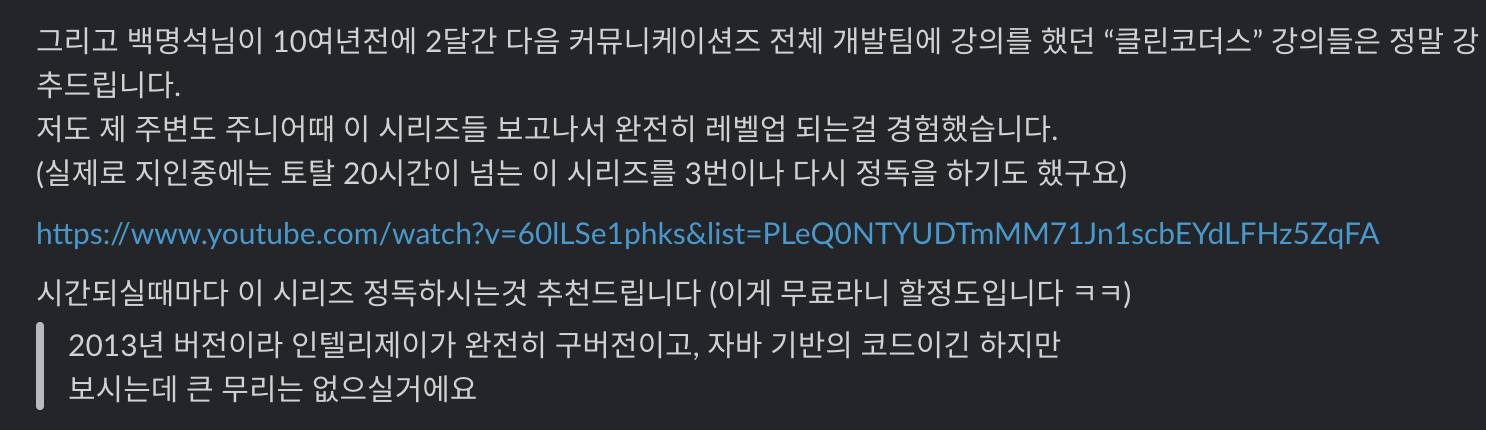 그리고 백명석님이 10여년전에 2달간 다음 커뮤니케이션즈 전체 개발팀에 강의를 했던 “클린코더스” 강의들은 정말 강
추드립니다.
저도 제 주변도 주니어때 이 시리즈들 보고나서 완전히 레벨업 되는걸 경험했습니다.
(실제로 지인중에는 토탈 20시간이 넘는 이 시리즈를 3번이나 다시 정독을 하기도 했구요)
https://www.youtube.com/watch?v=60lLSe1phks&list=PLeQ0NTYUDTmMM71Jn1scbEYdLFHz5ZqFA
시간되실때마다 이 시리즈 정독하시는것 추천드립니다 (이게 무료라니 할정도입니다 ㅋㅋ)
2013년 버전이라 인텔리제이가 완전히 구버전이고, 자바 기반의 코드이긴 하지만
보시는데 큰 무리는 없으실거에요